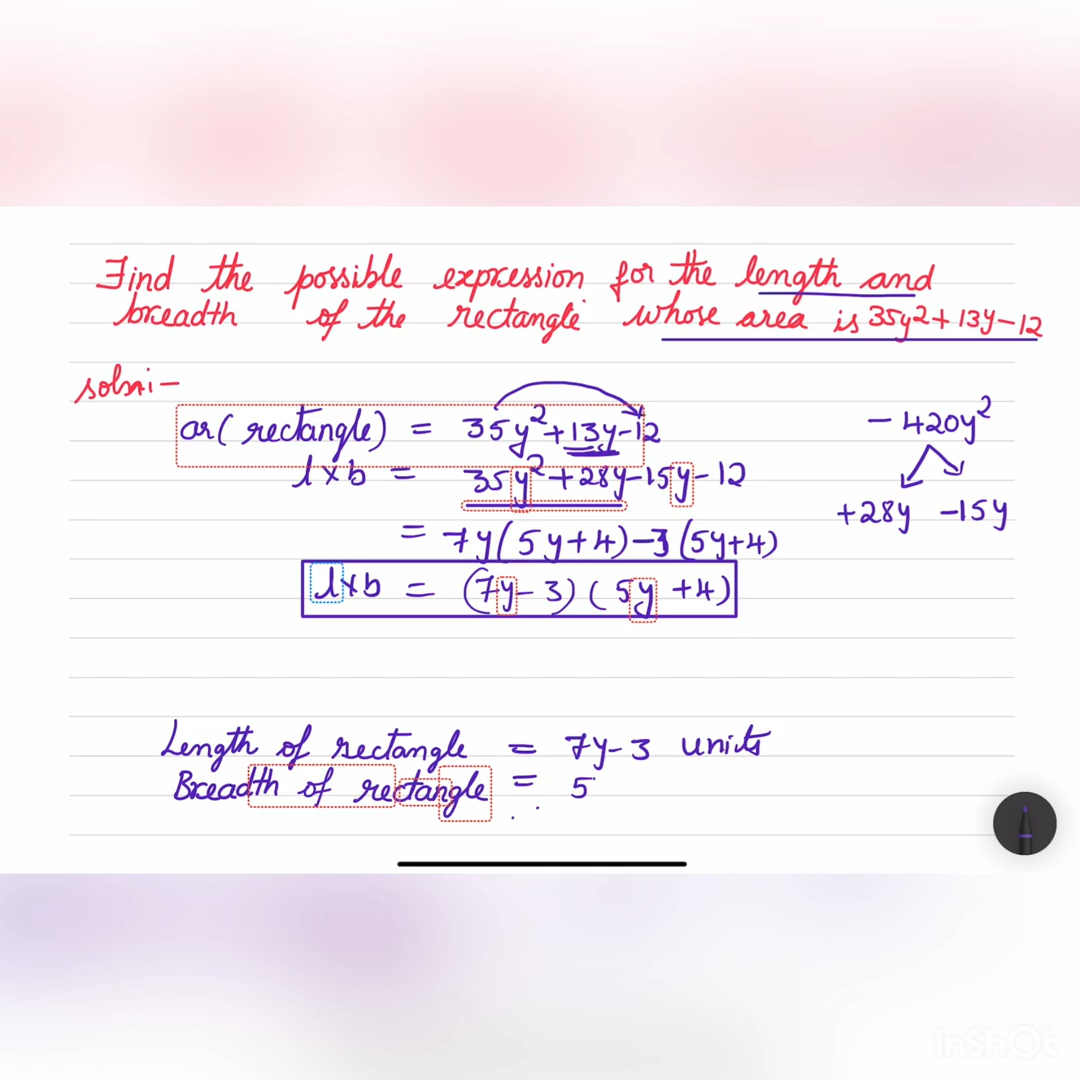 Find the possible expression for the length and
breadth of the rectangle whose area is 35y²+13y-12
soln:-
ar(rectangle) = 35y²+13y-12
l×b = 35y²+28y-15y-12
= 7y(5y+4)-3(5y+4)
l×b = (7y-3)(5y+4)
-420y²
+28y -15y
Length of rectangle = 7y-3 units
Breadth of rectangle = 5
InShOt